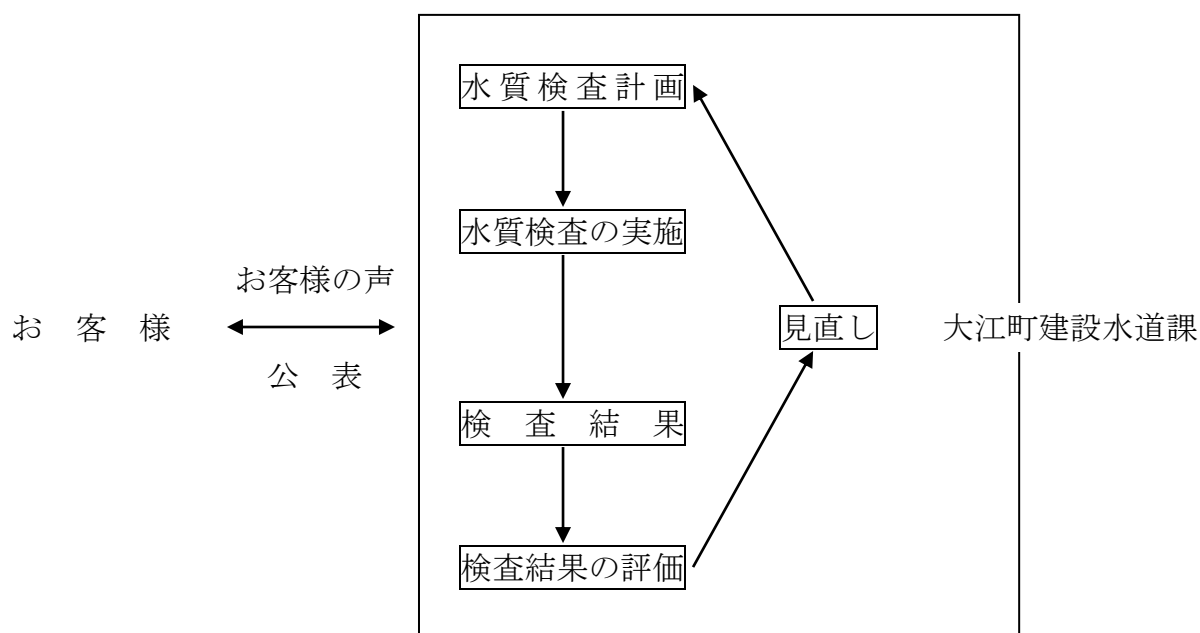 水質検査計画
水質検査の実施
お客様の声
お客様
見直し
大江町建設水道課
公表
検査結果
検査結果の評価